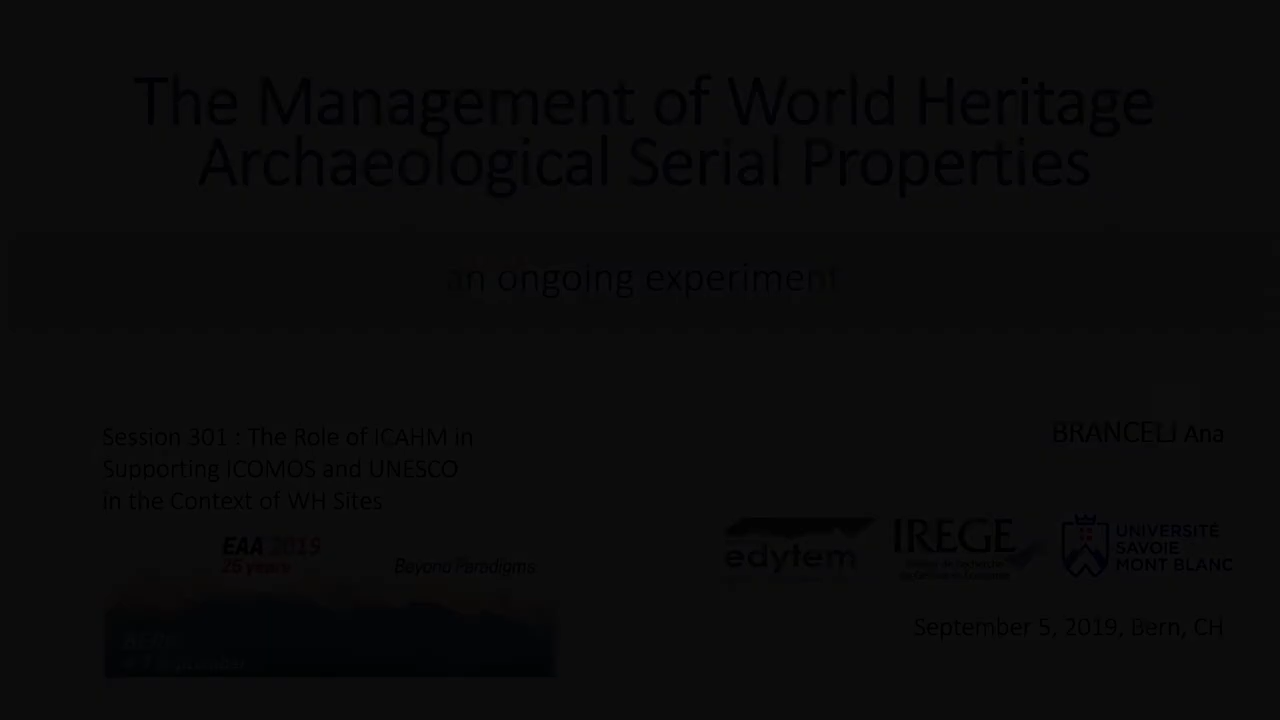 The Management of World Heritage
Archaeological Serial Properties
an ongoing experiment
Session 301 : The Role of ICAHM in
Supporting ICOMOS and UNESCO
in the Context of WH Sites
BRANCELJ Ana
EAA 2019
25 years
Beyond Paradigms
edytem
IREGE
UNIVERSITÉ
SAVOIE
MONT BLANC
September 5, 2019, Bern, CH